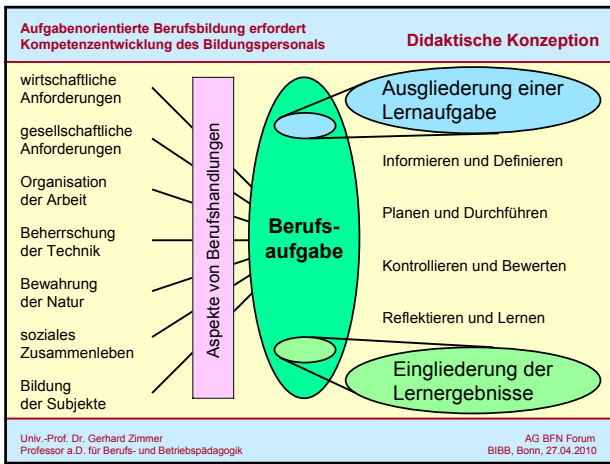 Aufgabenorientierte Berufsbildung erfordert
Kompetenzentwicklung des Bildungspersonals
Didaktische Konzeption
wirtschaftliche
Anforderungen
gesellschaftliche
Anforderungen
Organisation
der Arbeit
Beherrschung
der Technik
Bewahrung
der Natur
soziales
Zusammenleben
Bildung
der Subjekte
Aspekte von Berufshandlungen
Berufs-
aufgabe
Ausgliederung einer
Lernaufgabe
Informieren und Definieren
Planen und Durchführen
Kontrollieren und Bewerten
Reflektieren und Lernen
Eingliederung der
Lernergebnisse
Univ.-Prof. Dr. Gerhard Zimmer
Professor a.D. für Berufs- und Betriebspädagogik
AG BFN Forum
BIBB, Bonn, 27.04.2010